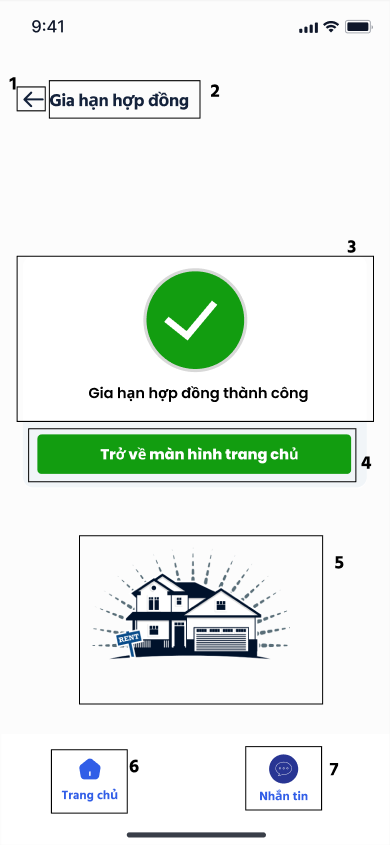 9:41
1
Gia hạn hợp đồng
2
3
Gia hạn hợp đồng thành công
Trở về màn hình trang chủ
4
5
RENT
6
Trang chủ
7
Nhắn tin